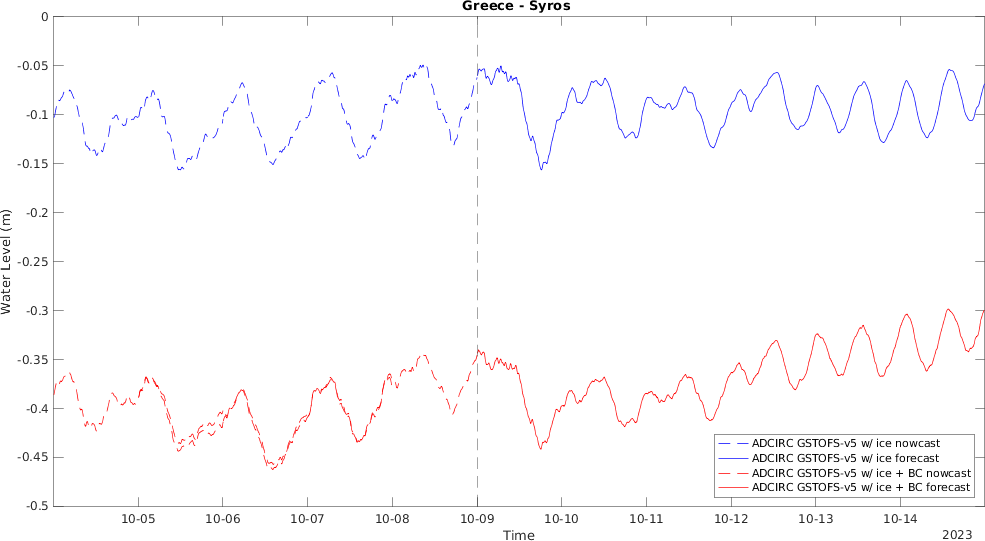 Greece - Syros
0
-0.05
-0.1
-0.15
-0.2
-0.25
-0.3
-0.35
-0.4
-0.45
-0.5
Water Level (m)
ADCIRC GSTOFS-v5 w/ ice nowcast
ADCIRC GSTOFS-v5 w/ ice forecast
ADCIRC GSTOFS-v5 w/ ice + BC nowcast
ADCIRC GSTOFS-v5 w/ ice + BC forecast
10-05 10-06 10-07 10-08 10-09 10-10 10-11 10-12 10-13 10-14
Time
2023